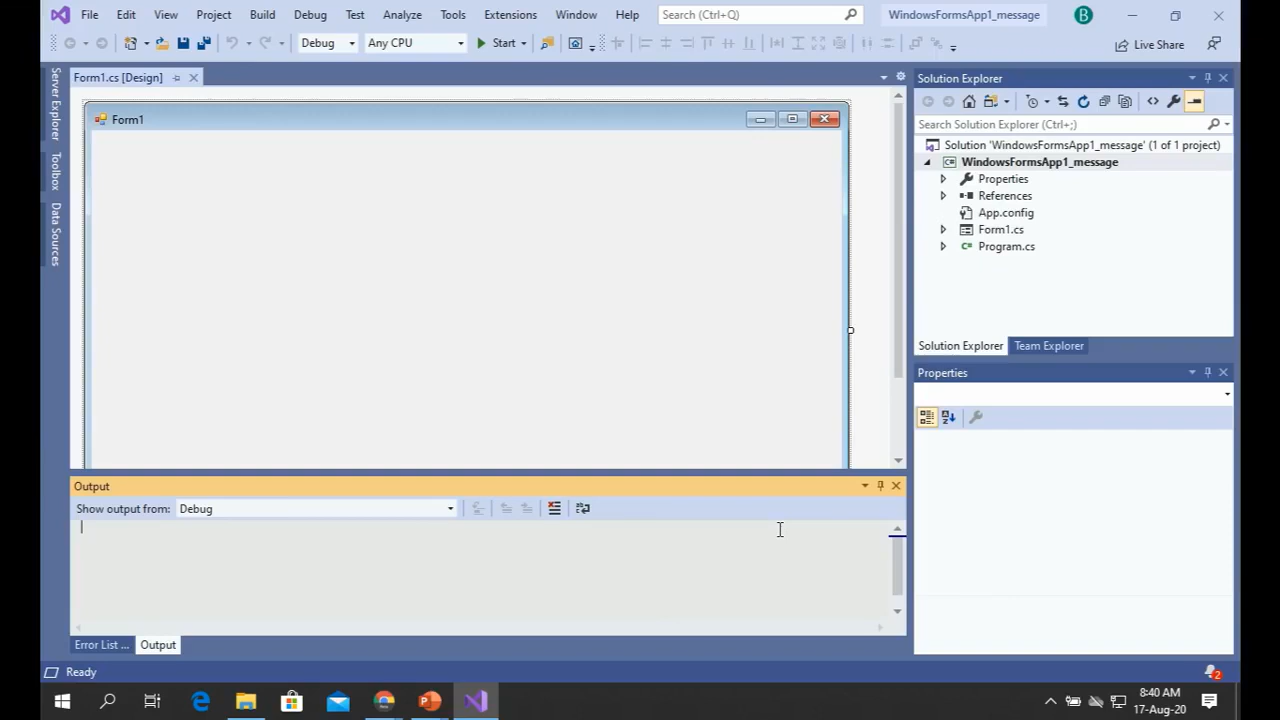 File Edit View Project Build Debug Test Analyze Tools Extensions Window Help Search (Ctrl+Q) WindowsFormsApp1_message B
Debug Any CPU Start Live Share
Server Explorer
Toolbox
Data Sources
Form1.cs [Design]
Form1
Solution Explorer
Search Solution Explorer (Ctrl+;)
Solution 'WindowsFormsApp1_message' (1 of 1 project)
C# WindowsFormsApp1_message
Properties
References
App.config
Form1.cs
C# Program.cs
Solution Explorer Team Explorer
Properties
Output
Show output from: Debug
Error List ... Output
Ready 2
8:40 AM
17-Aug-20